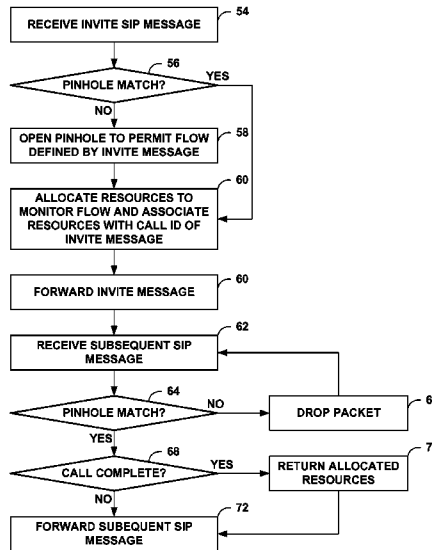 RECEIVE INVITE SIP MESSAGE
54
56
PINHOLE MATCH?
YES
NO
58
OPEN PINHOLE TO PERMIT FLOW
DEFINED BY INVITE MESSAGE
60
ALLOCATE RESOURCES TO
MONITOR FLOW AND ASSOCIATE
RESOURCES WITH CALL ID OF
INVITE MESSAGE
60
FORWARD INVITE MESSAGE
62
RECEIVE SUBSEQUENT SIP
MESSAGE
64
PINHOLE MATCH?
NO
DROP PACKET
YES
68
CALL COMPLETE?
YES
RETURN ALLOCATED
RESOURCES
NO
72
FORWARD SUBEQUENT SIP
MESSAGE